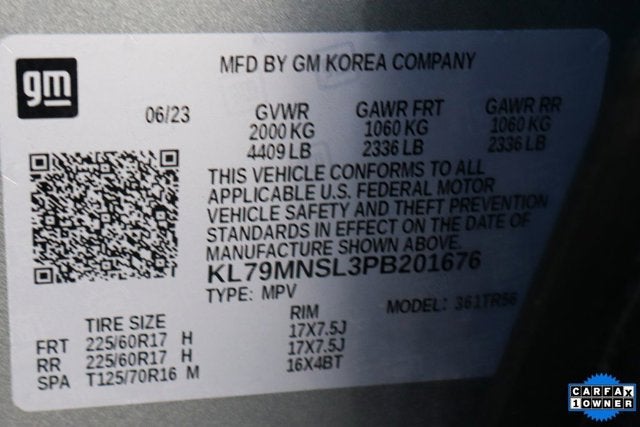 gm
MFD BY GM KOREA COMPANY
06/23
GVWR GAWR FRT GAWR RR
2000 KG 1060 KG 1060 KG
4409 LB 2336 LB 2336 LB
THIS VEHICLE CONFORMS TO ALL
APPLICABLE U.S. FEDERAL MOTOR
VEHICLE SAFETY AND THEFT PREVENTION
STANDARDS IN EFFECT ON THE DATE OF
MANUFACTURE SHOWN ABOVE.
KL79MNSL3PB201676
TYPE: MPV MODEL: 361TR56
TIRE SIZE RIM
FRT 225/60R17 H 17X7.5J
RR 225/60R17 H 17X7.5J
SPA T125/70R16 M 16X4BT
CARFAX
1 OWNER